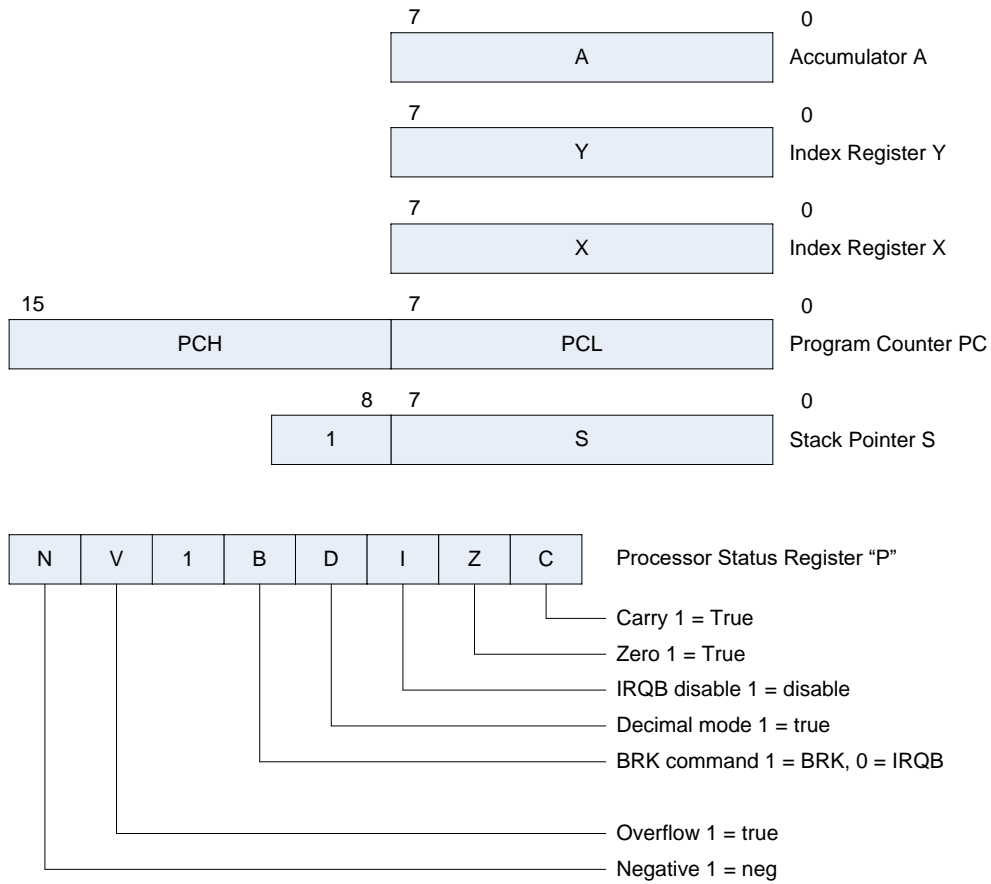 7 0
A Accumulator A
7 0
Y Index Register Y
7 0
X Index Register X
15 7 0
PCH PCL Program Counter PC
8 7 0
1 S Stack Pointer S
N V 1 B D I Z C Processor Status Register “P”
Carry 1 = True
Zero 1 = True
IRQB disable 1 = disable
Decimal mode 1 = true
BRK command 1 = BRK, 0 = IRQB
Overflow 1 = true
Negative 1 = neg